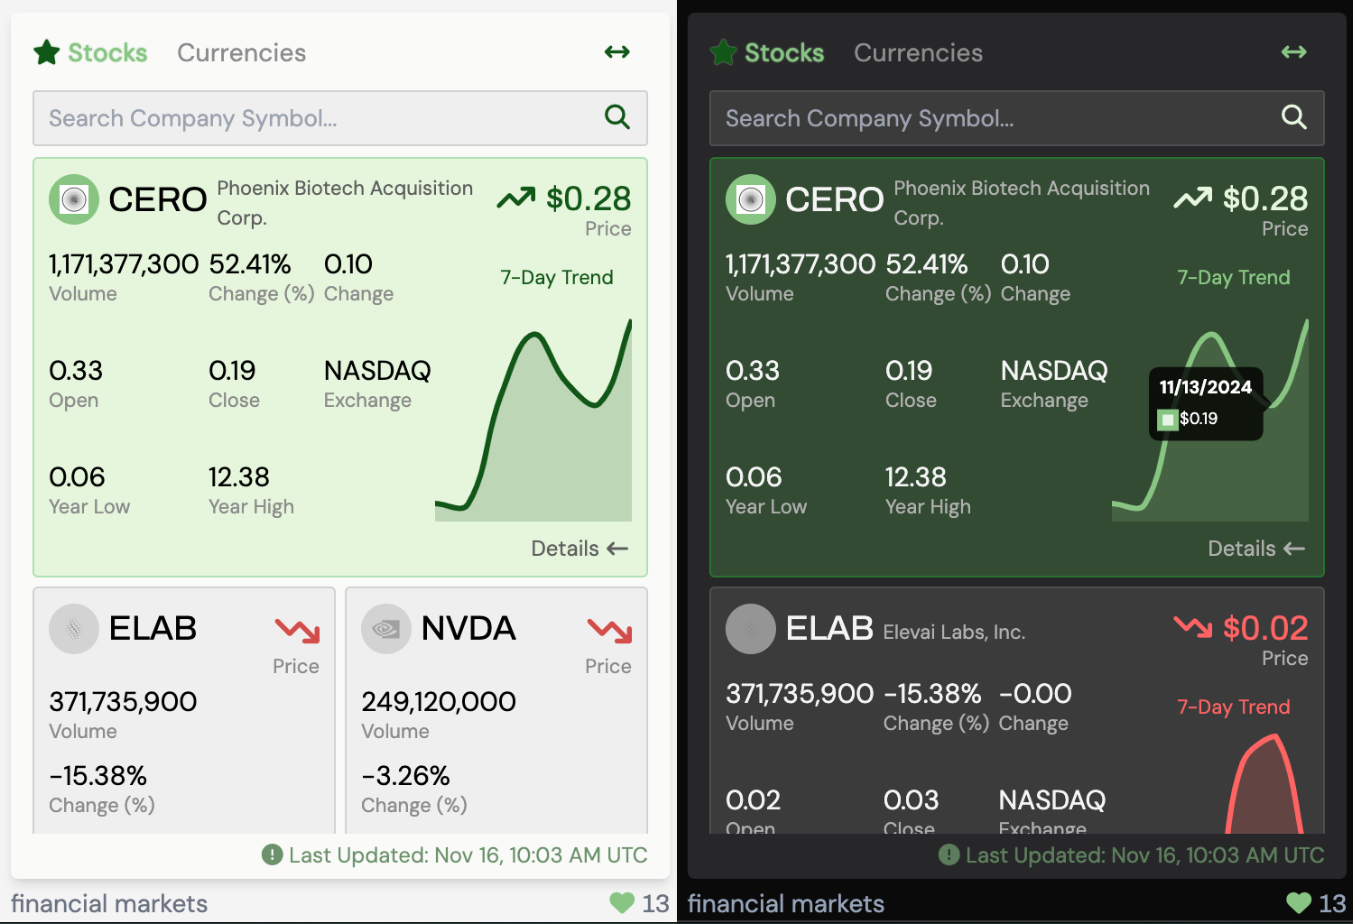 Stocks Currencies
Search Company Symbol...
CERO Phoenix Biotech Acquisition Corp. $0.28
Price
1,171,377,300 52.41% 0.10
Volume Change (%) Change
7-Day Trend
0.33 0.19 NASDAQ
Open Close Exchange
0.06 12.38
Year Low Year High
Details
ELAB
Price
371,735,900
Volume
-15.38%
Change (%)
NVDA
Price
249,120,000
Volume
-3.26%
Change (%)
Last Updated: Nov 16, 10:03 AM UTC
financial markets 13
Stocks Currencies
Search Company Symbol...
CERO Phoenix Biotech Acquisition Corp. $0.28
Price
1,171,377,300 52.41% 0.10
Volume Change (%) Change
7-Day Trend
0.33 0.19 NASDAQ
Open Close Exchange
11/13/2024
$0.19
0.06 12.38
Year Low Year High
Details
ELAB Elevai Labs, Inc. $0.02
Price
371,735,900 -15.38% -0.00
Volume Change (%) Change
7-Day Trend
0.02 0.03 NASDAQ
Open Close Exchange
Last Updated: Nov 16, 10:03 AM UTC
financial markets 13